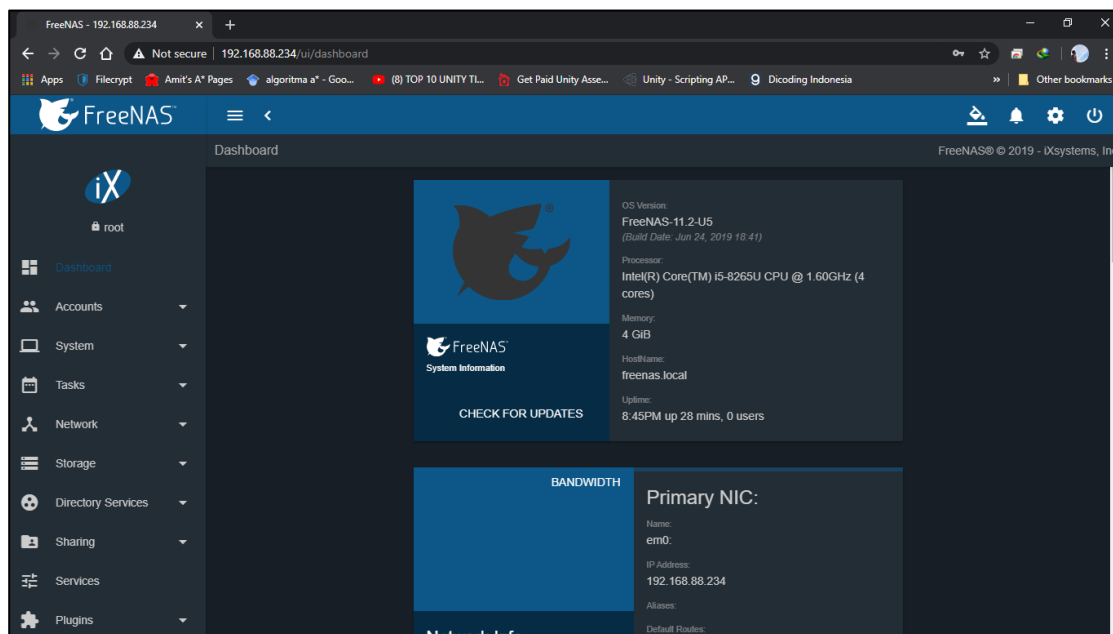 FreeNAS - 192.168.88.234
Not secure | 192.168.88.234/ui/dashboard
Apps Filecrypt Amit's A* Pages algoritma a* - Goo... (8) TOP 10 UNITY TI... Get Paid Unity Asse... Unity - Scripting AP... Dicoding Indonesia » Other bookmarks
FreeNAS
Dashboard
FreeNAS® © 2019 - iXsystems, In
iX
root
Dashboard
Accounts
System
Tasks
Network
Storage
Directory Services
Sharing
Services
Plugins
®
FreeNAS
System Information
CHECK FOR UPDATES
OS Version:
FreeNAS-11.2-U5
(Build Date: Jun 24, 2019 18:41)
Processor:
Intel(R) Core(TM) i5-8265U CPU @ 1.60GHz (4
cores)
Memory:
4 GiB
HostName:
freenas.local
Uptime:
8:45PM up 28 mins, 0 users
BANDWIDTH
Primary NIC:
Name:
em0:
IP Address:
192.168.88.234
Aliases:
Default Routes: